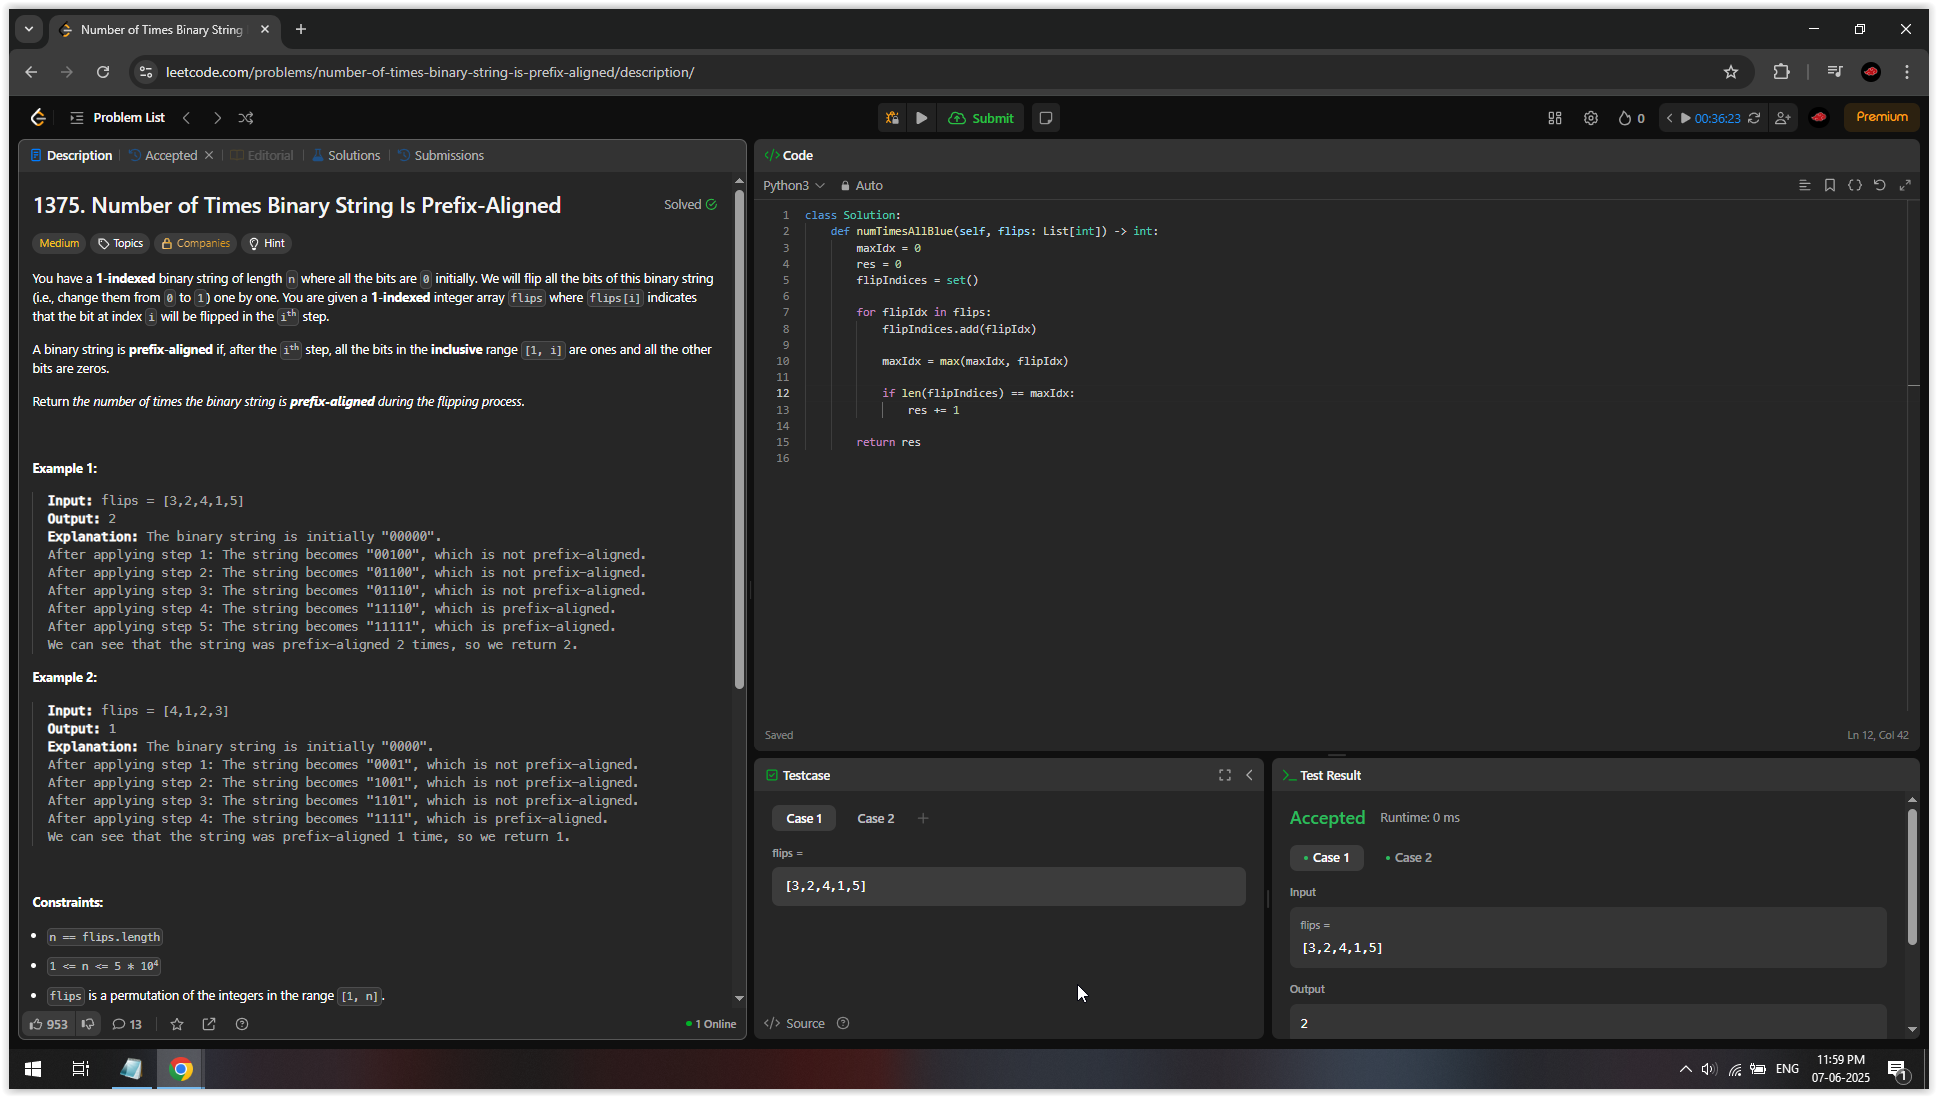 Number of Times Binary String
leetcode.com/problems/number-of-times-binary-string-is-prefix-aligned/description/
Problem List
Submit
0
00:36:23
Premium
Description
Accepted
Editorial
Solutions
Submissions
1375. Number of Times Binary String Is Prefix-Aligned
Solved
Medium
Topics
Companies
Hint
You have a 1-indexed binary string of length n where all the bits are 0 initially. We will flip all the bits of this binary string
(i.e., change them from 0 to 1) one by one. You are given a 1-indexed integer array flips where flips[i] indicates
that the bit at index i will be flipped in the ith step.
A binary string is prefix-aligned if, after the ith step, all the bits in the inclusive range [1, i] are ones and all the other
bits are zeros.
Return the number of times the binary string is prefix-aligned during the flipping process.
Example 1:
Input: flips = [3,2,4,1,5]
Output: 2
Explanation: The binary string is initially "00000".
After applying step 1: The string becomes "00100", which is not prefix-aligned.
After applying step 2: The string becomes "01100", which is not prefix-aligned.
After applying step 3: The string becomes "01110", which is not prefix-aligned.
After applying step 4: The string becomes "11110", which is prefix-aligned.
After applying step 5: The string becomes "11111", which is prefix-aligned.
We can see that the string was prefix-aligned 2 times, so we return 2.
Example 2:
Input: flips = [4,1,2,3]
Output: 1
Explanation: The binary string is initially "0000".
After applying step 1: The string becomes "0001", which is not prefix-aligned.
After applying step 2: The string becomes "1001", which is not prefix-aligned.
After applying step 3: The string becomes "1101", which is not prefix-aligned.
After applying step 4: The string becomes "1111", which is prefix-aligned.
We can see that the string was prefix-aligned 1 time, so we return 1.
Constraints:
n == flips.length
1 <= n <= 5 * 10⁴
flips is a permutation of the integers in the range [1, n].
953
13
1 Online
</> Code
Python3
Auto
1 class Solution:
2 def numTimesAllBlue(self, flips: List[int]) -> int:
3 maxIdx = 0
4 res = 0
5 flipIndices = set()
6
7 for flipIdx in flips:
8 flipIndices.add(flipIdx)
9
10 maxIdx = max(maxIdx, flipIdx)
11
12 if len(flipIndices) == maxIdx:
13 res += 1
14
15 return res
16
Saved
Ln 12, Col 42
Testcase
Case 1
Case 2
flips =
[3,2,4,1,5]
</> Source
Test Result
Accepted
Runtime: 0 ms
Case 1
Case 2
Input
flips =
[3,2,4,1,5]
Output
2
ENG
11:59 PM
07-06-2025
1